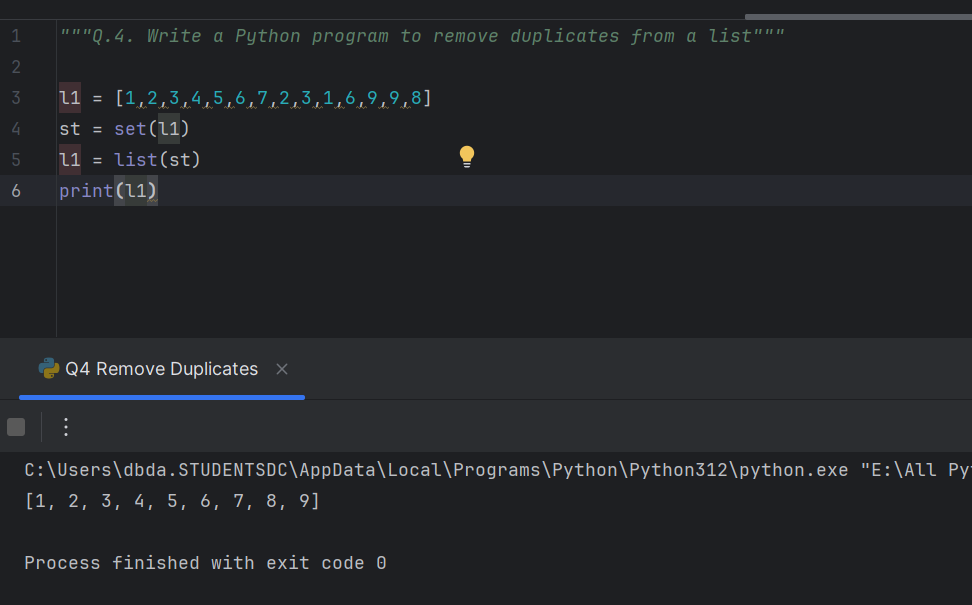 1 """Q.4. Write a Python program to remove duplicates from a list"""
2
3 l1 = [1,2,3,4,5,6,7,2,3,1,6,9,9,8]
4 st = set(l1)
5 l1 = list(st)
6 print(l1)
Q4 Remove Duplicates
C:\Users\dbda.STUDENTSDC\AppData\Local\Programs\Python\Python312\python.exe "E:\All Py
[1, 2, 3, 4, 5, 6, 7, 8, 9]
Process finished with exit code 0